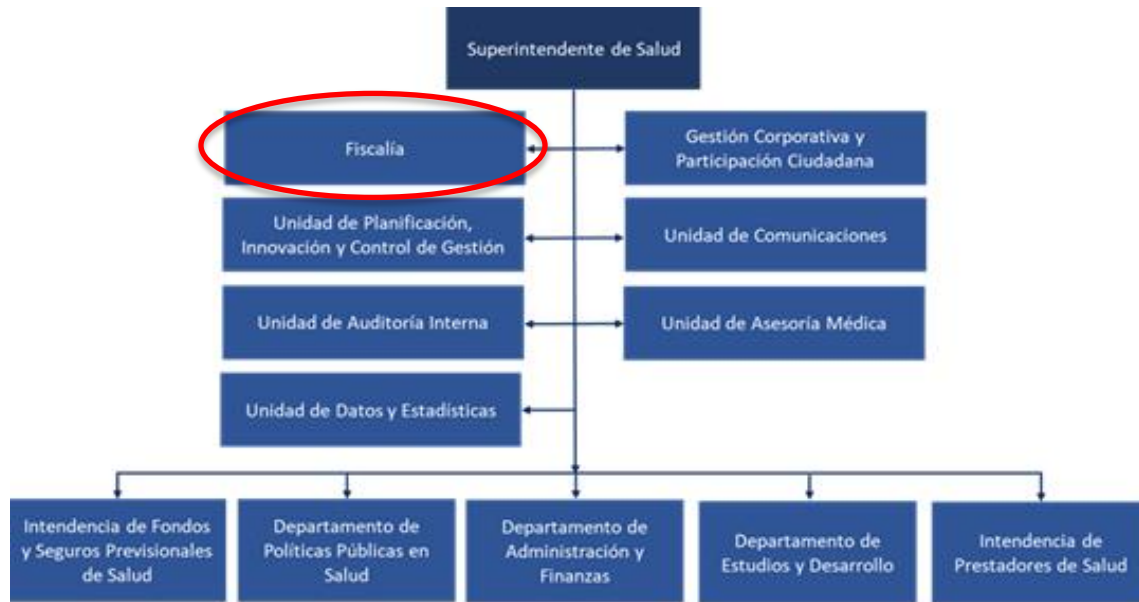 Superintendente de Salud
Fiscalía
Gestión Corporativa y
Participación Ciudadana
Unidad de Planificación,
Innovación y Control de Gestión
Unidad de Comunicaciones
Unidad de Auditoría Interna
Unidad de Asesoría Médica
Unidad de Datos y Estadísticas
Intendencia de Fondos
y Seguros Previsionales
de Salud
Departamento de
Políticas Públicas en
Salud
Departamento de
Administración y
Finanzas
Departamento de
Estudios y Desarrollo
Intendencia de
Prestadores de Salud